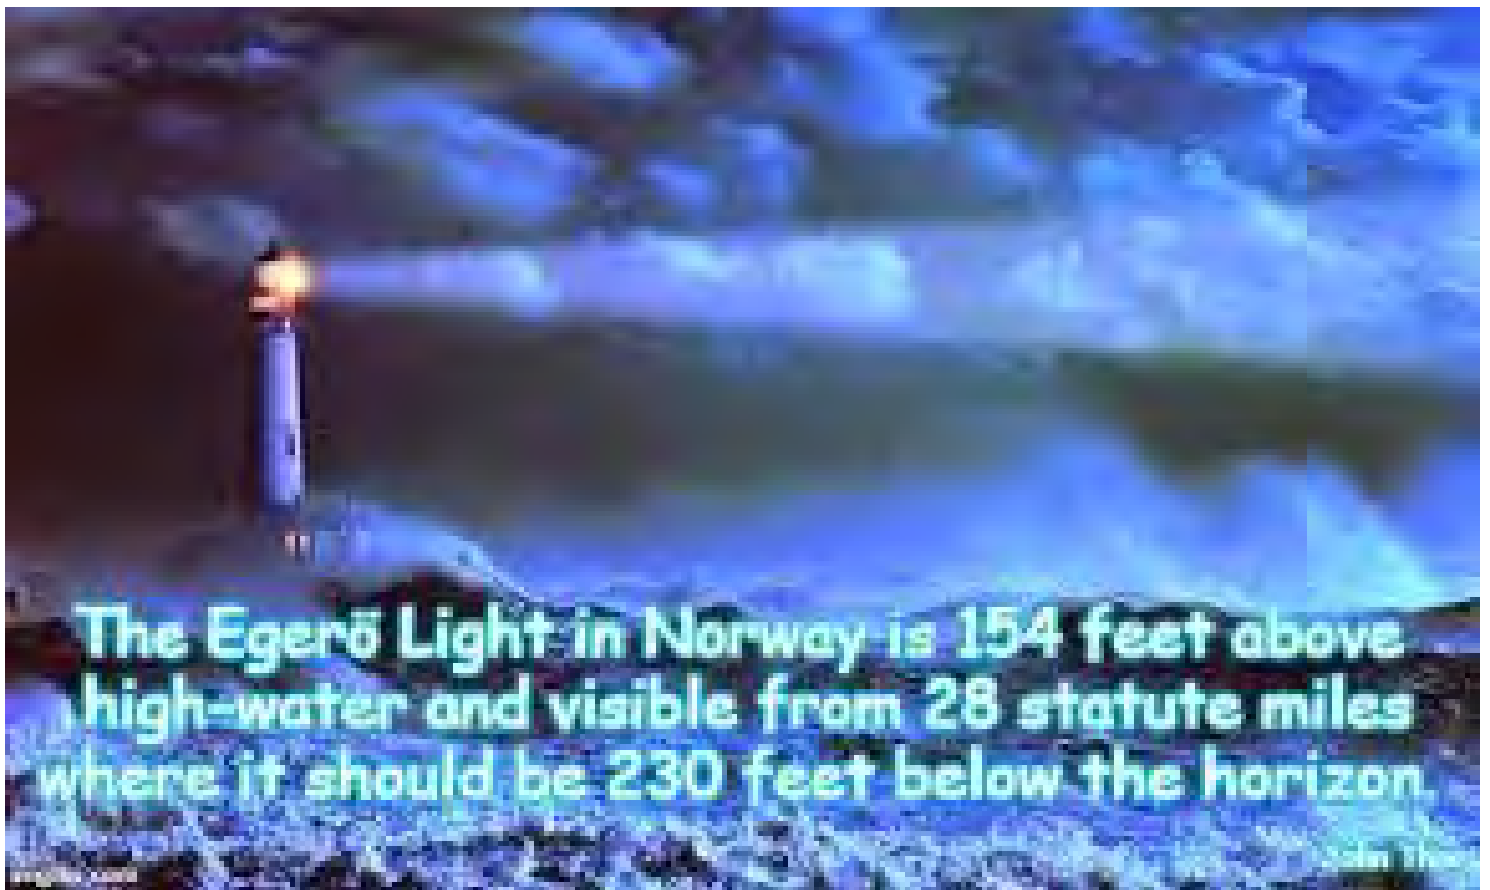 The Egerö Light in Norway is 154 feet above
high-water and visible from 28 statute miles
where it should be 230 feet below the horizon.